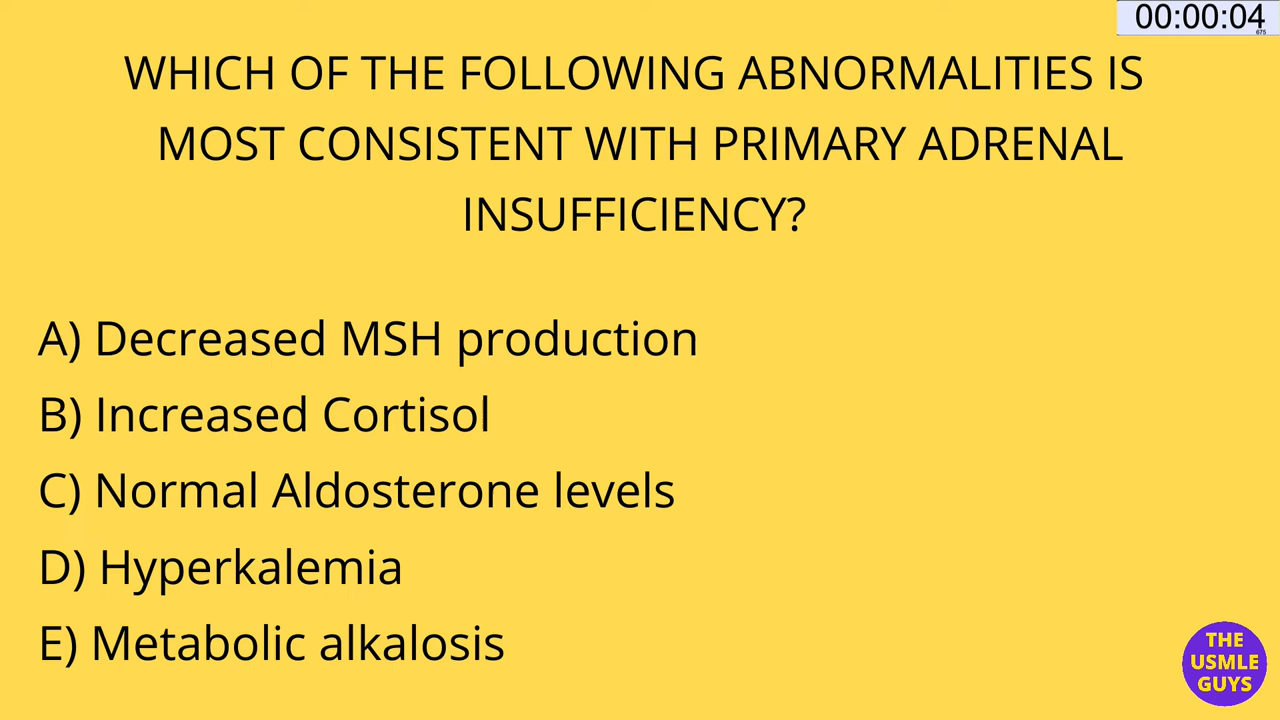 00:00:04
675
WHICH OF THE FOLLOWING ABNORMALITIES IS
MOST CONSISTENT WITH PRIMARY ADRENAL
INSUFFICIENCY?
A) Decreased MSH production
B) Increased Cortisol
C) Normal Aldosterone levels
D) Hyperkalemia
E) Metabolic alkalosis
THE
USMLE
GUYS